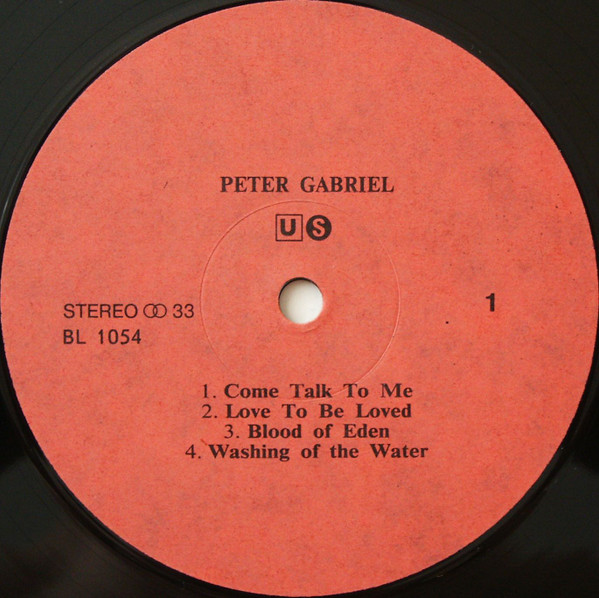 PETER GABRIEL
US
STEREO 33
1
BL 1054
1. Come Talk To Me
2. Love To Be Loved
3. Blood of Eden
4. Washing of the Water